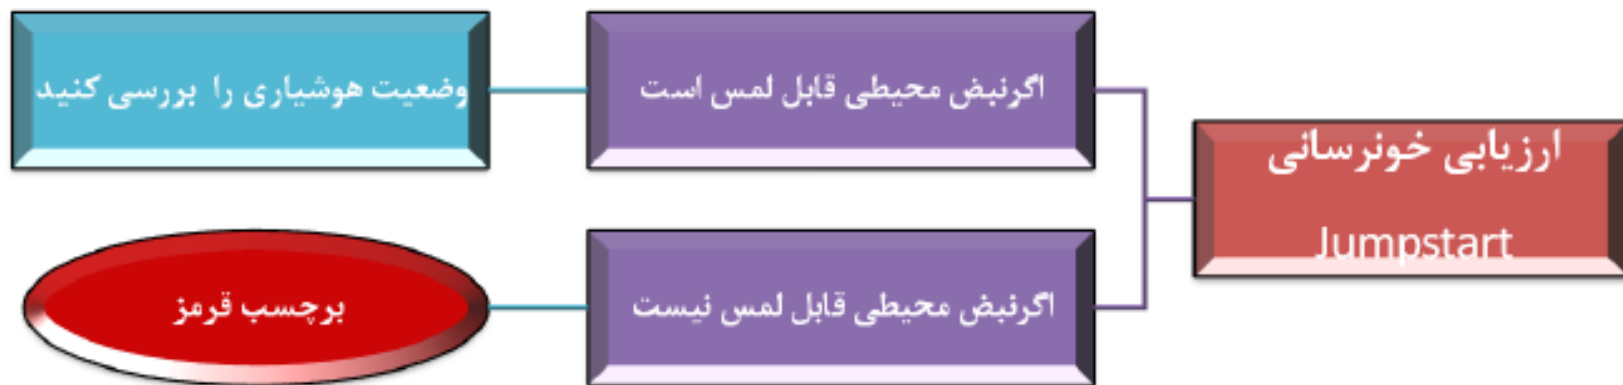 ارزیابی خونرسانی
Jumpstart
اگرنبض محیطی قابل لمس است
وضعیت هوشیاری را بررسی کنید
اگرنبض محیطی قابل لمس نیست
برچسب قرمز